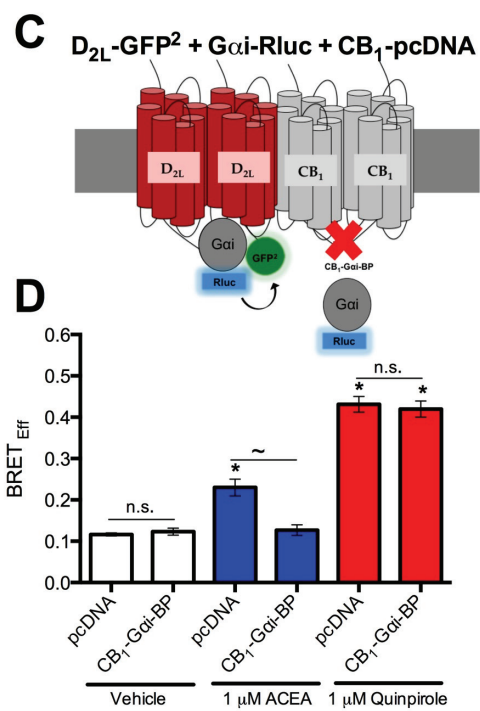 C
D₂L-GFP² + Gαi-Rluc + CB₁-pcDNA
D₂L D₂L CB₁ CB₁
Gαi
GFP²
Rluc
CB₁-Gαi-BP
Gαi
Rluc
D
BRET Eff
0.6
0.5
0.4
0.3
0.2
0.1
0.0
n.s.
* ~
* n.s. *
pcDNA
CB₁-Gαi-BP
pcDNA
CB₁-Gαi-BP
pcDNA
CB₁-Gαi-BP
Vehicle 1 μM ACEA 1 μM Quinpirole